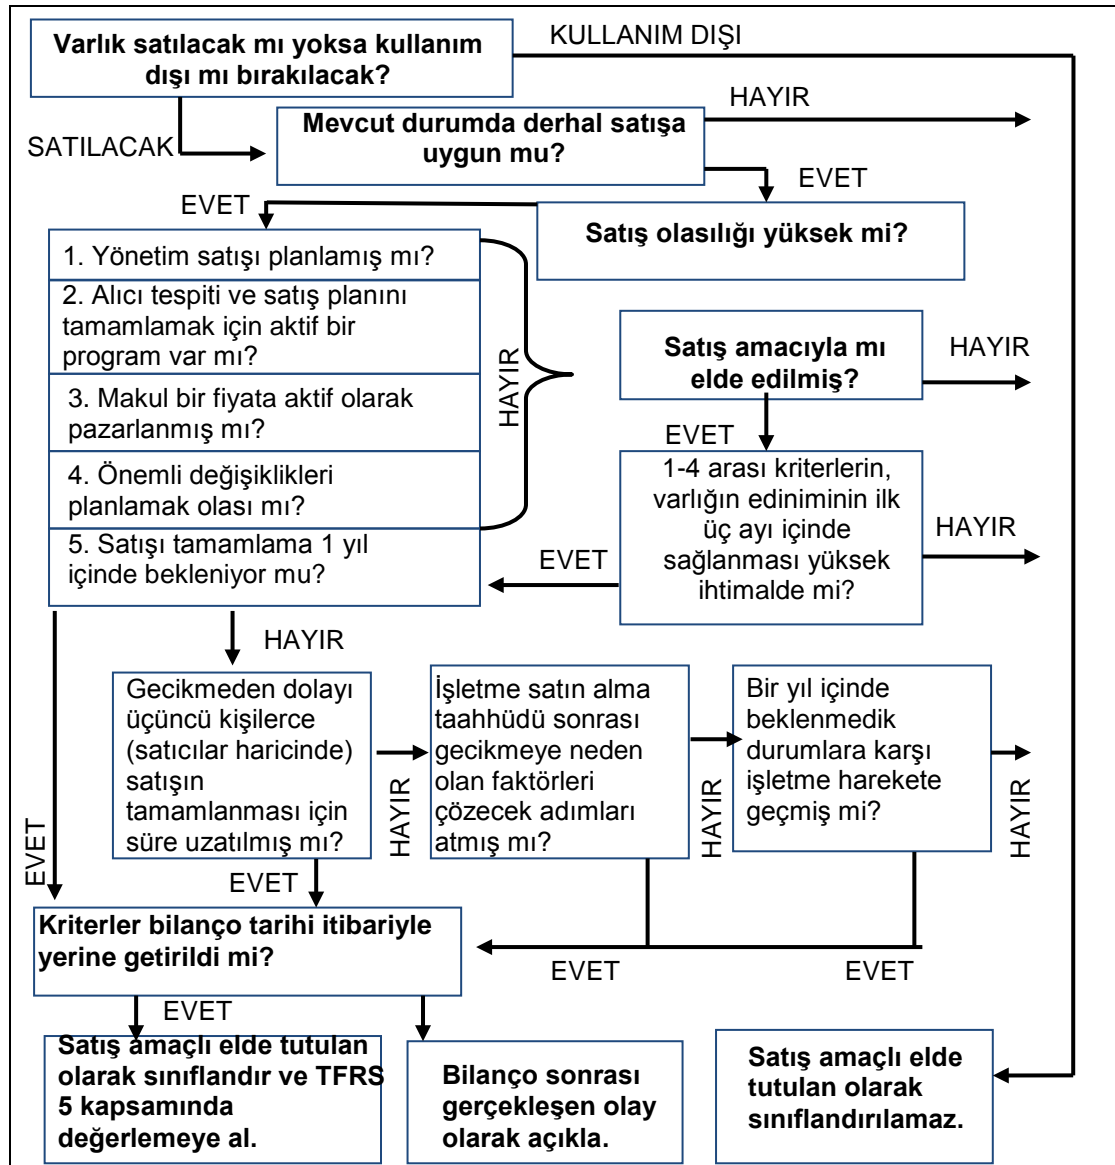 Varlık satılacak mı yoksa kullanım
dışı mı bırakılacak?
KULLANIM DIŞI
SATILACAK
Mevcut durumda derhal satışa
uygun mu?
HAYIR
EVET
Satış olasılığı yüksek mi?
EVET
1. Yönetim satışı planlamış mı?
2. Alıcı tespiti ve satış planını
tamamlamak için aktif bir
program var mı?
3. Makul bir fiyata aktif olarak
pazarlanmış mı?
4. Önemli değişiklikleri
planlamak olası mı?
5. Satışı tamamlama 1 yıl
içinde bekleniyor mu?
HAYIR
Satış amacıyla mı
elde edilmiş?
HAYIR
EVET
1-4 arası kriterlerin,
varlığın ediniminin ilk
üç ayı içinde
sağlanması yüksek
ihtimalde mi?
HAYIR
EVET
EVET
HAYIR
Gecikmeden dolayı
üçüncü kişilerce
(satıcılar haricinde)
satışın
tamamlanması için
süre uzatılmış mı?
HAYIR
İşletme satın alma
taahhüdü sonrası
gecikmeye neden
olan faktörleri
çözecek adımları
atmış mı?
HAYIR
Bir yıl içinde
beklenmedik
durumlara karşı
işletme harekete
geçmiş mi?
HAYIR
EVET
EVET
EVET
Kriterler bilanço tarihi itibariyle
yerine getirildi mi?
EVET
Satış amaçlı elde tutulan
olarak sınıflandır ve TFRS
5 kapsamında
değerlemeye al.
Bilanço sonrası
gerçekleşen olay
olarak açıkla.
Satış amaçlı elde
tutulan olarak
sınıflandırılamaz.